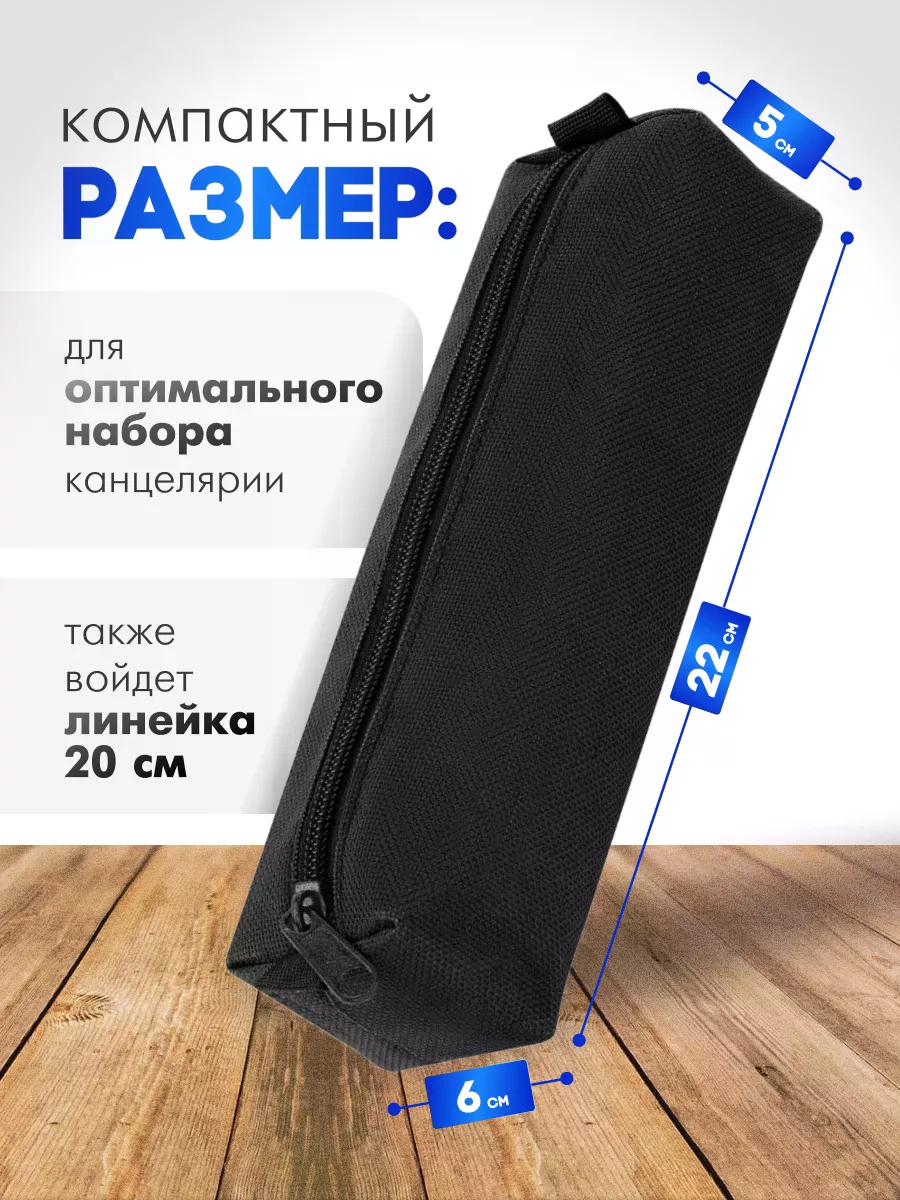 компактный
РАЗМЕР:
для
оптимального
набора
канцелярии
также
войдет
линейка
20 см
5 см
22 см
6 см